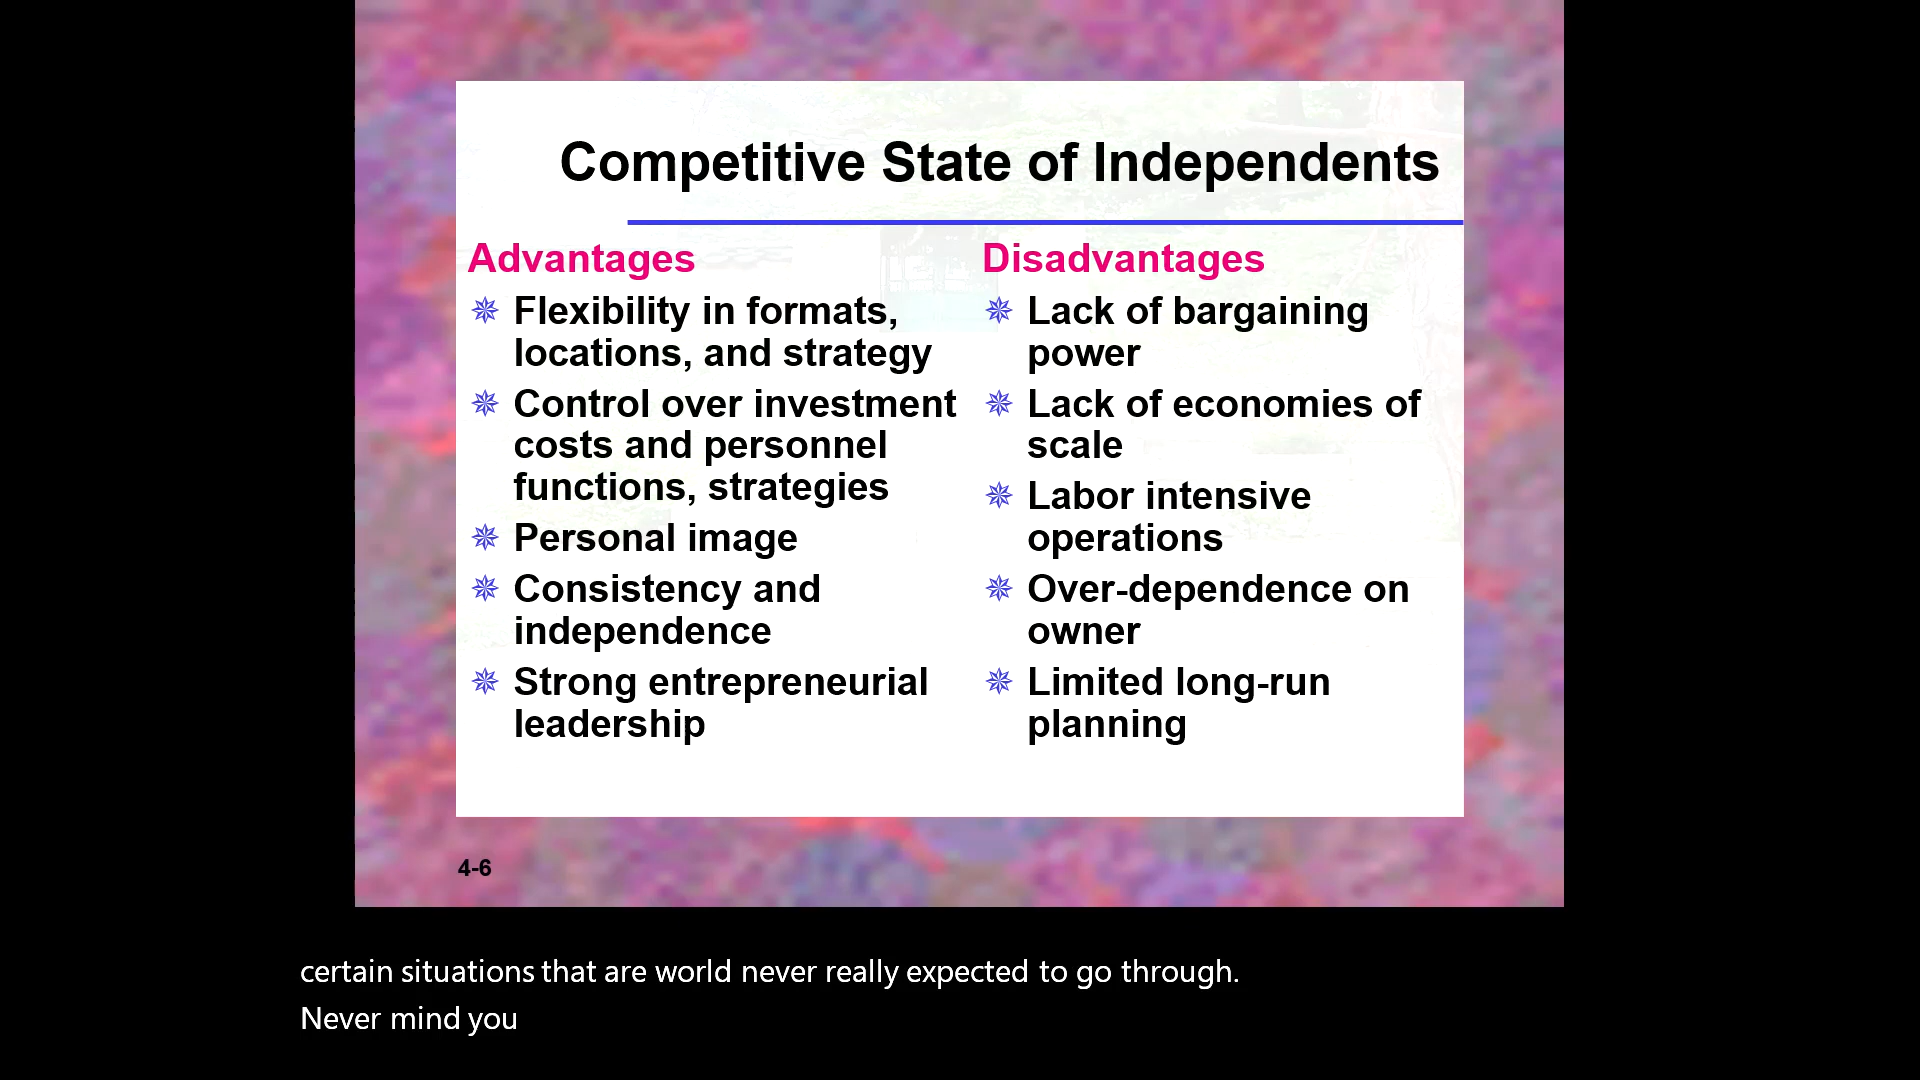 Competitive State of Independents
Advantages
Flexibility in formats,
locations, and strategy
Control over investment
costs and personnel
functions, strategies
Personal image
Consistency and
independence
Strong entrepreneurial
leadership
Disadvantages
Lack of bargaining
power
Lack of economies of
scale
Labor intensive
operations
Over-dependence on
owner
Limited long-run
planning
4-6
certain situations that are world never really expected to go through.
Never mind you